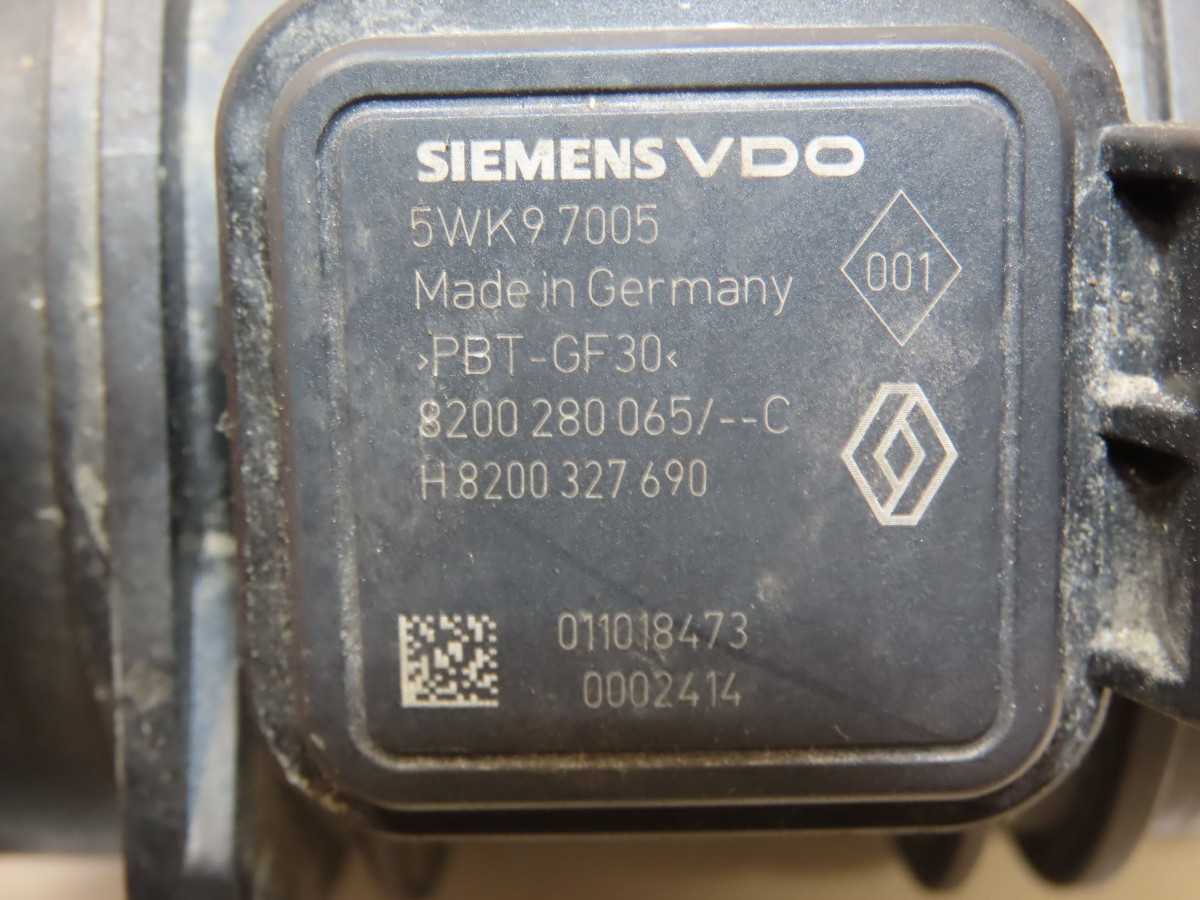 SIEMENS VDO
5WK9 7005
001
Made in Germany
>PBT-GF30<
8200 280 065/--C
H 8200 327 690
011018473
0002414